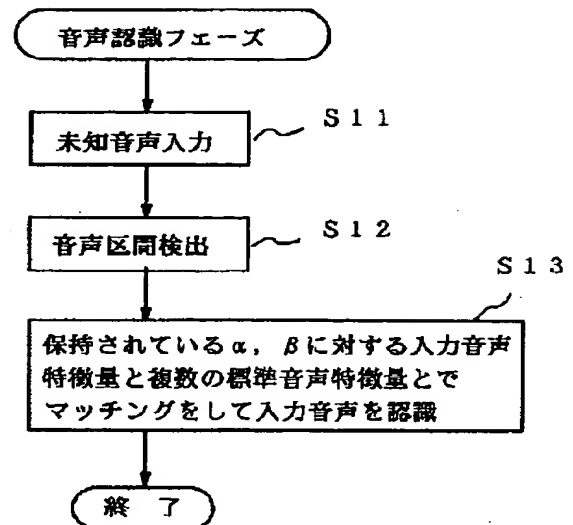 音声認識フェーズ
未知音声入力
S11
音声区間検出
S12
S13
保持されているα，βに対する入力音声
特徴量と複数の標準音声特徴量とで
マッチングをして入力音声を認識
終 了